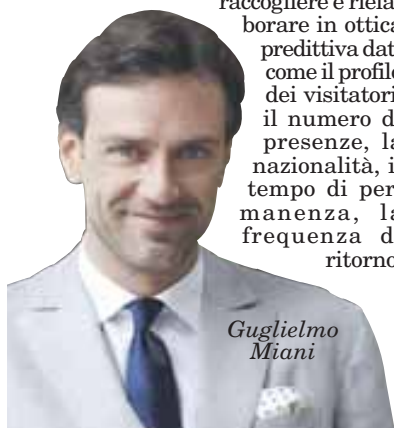 raccogliere e riela
borare in ottica
predittiva dat
come il profilo
dei visitatori
il numero d
presenze, la
nazionalità, i
tempo di per
manenza, la
frequenza d
ritorno
Guglielmo
Miani